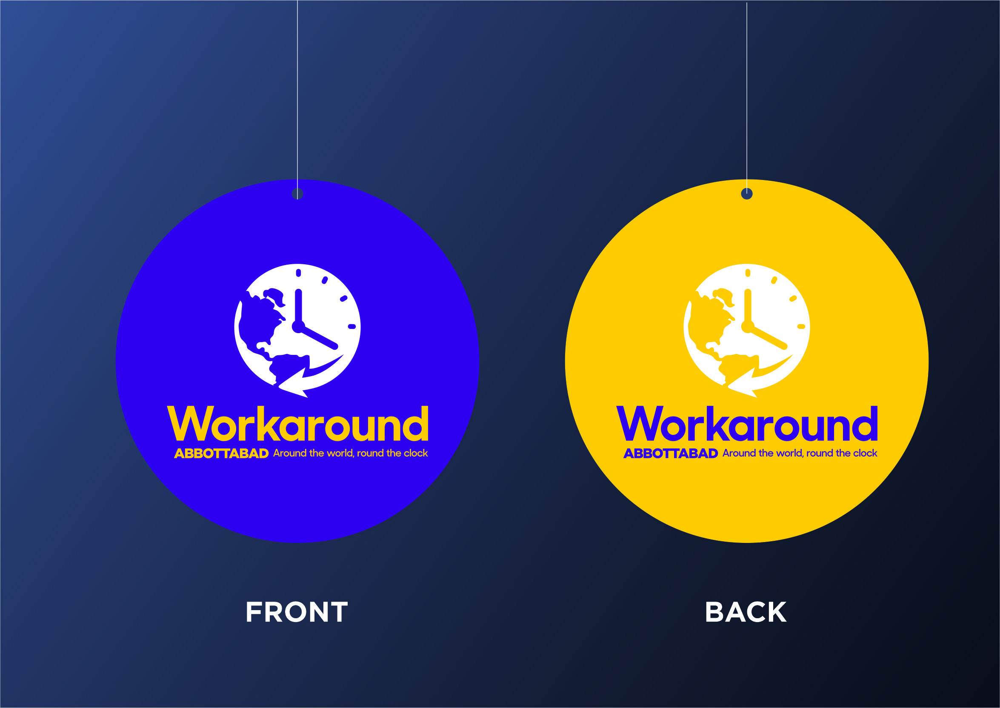 Workaround
ABBOTTABAD Around the world, round the clock
Workaround
ABBOTTABAD Around the world, round the clock
FRONT
BACK